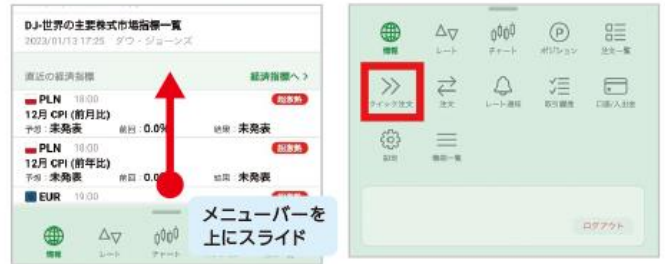 DJ-世界の主要株式市場指標一覧
2023/01/13 17:25 ダウ・ジョーンズ
直近の経済指標 経済指標へ >
PLN 18:00
12月 CPI (前月比)
予想：未発表 前回：0.0% 結果：未発表
PLN 18:00
12月 CPI (前年比)
予想：未発表 前回：0.0 結果：未発表
EUR 19:00
メニューバーを
上にスライド
情報 レート チャート
情報 レート チャート ポジション 注文一覧
クイック注文 注文 レート通知 取引履歴 口座/入出金
設定 機能一覧
ログアウト